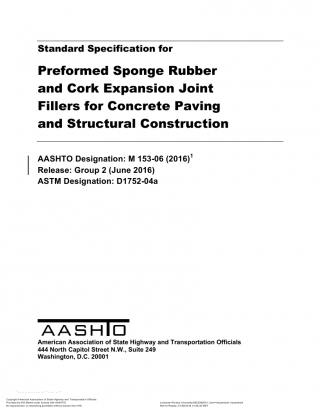 Standard Specification for
Preformed Sponge Rubber
and Cork Expansion Joint
Fillers for Concrete Paving
and Structural Construction
AASHTO Designation: M 153-06 (2016)1
Release: Group 2 (June 2016)
ASTM Designation: D1752-04a
AASHTO
American Association of State Highway and Transportation Officials
444 North Capitol Street N.W., Suite 249
Washington, D.C. 20001